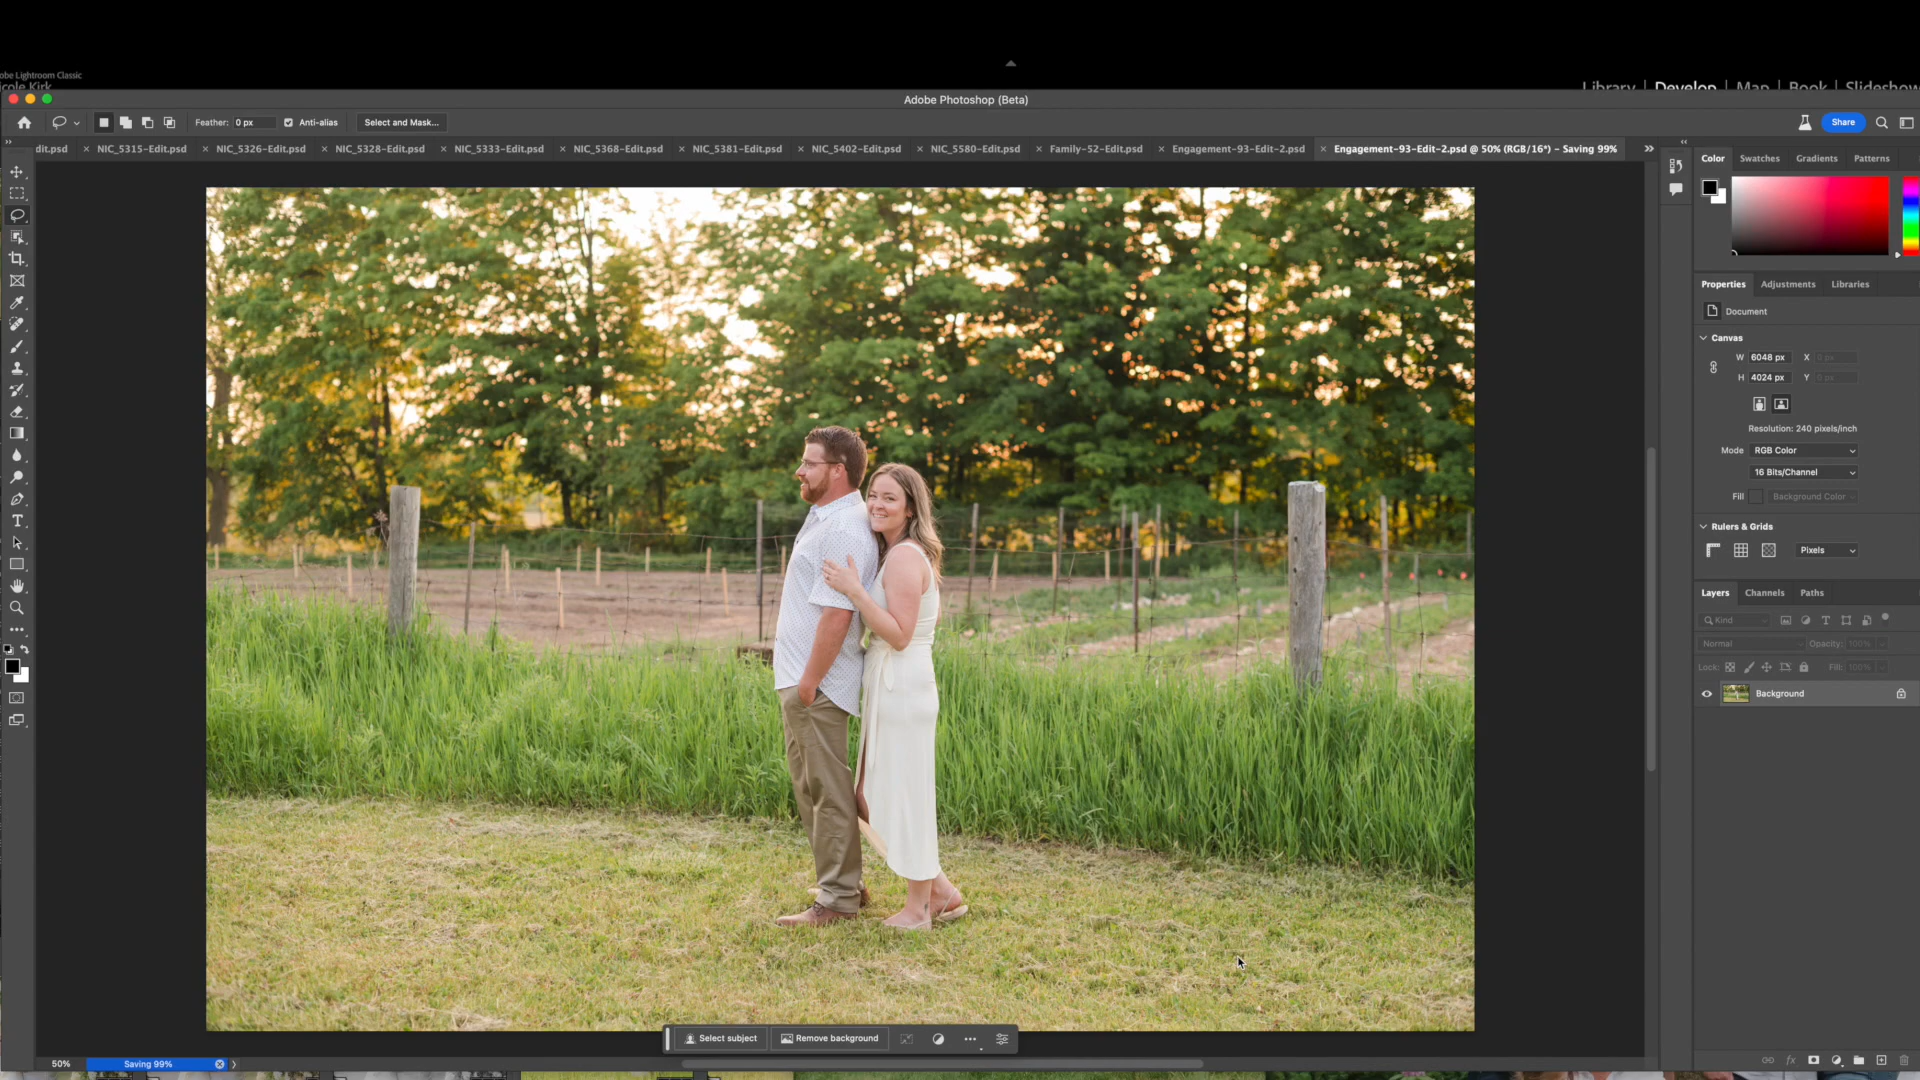 obe Lightroom Classic
icole Kirk
Library | Develop | Map | Book | Slideshow
Adobe Photoshop (Beta)
Feather: 0 px Anti-alias Select and Mask... Share
dit.psd × NIC_5315-Edit.psd × NIC_5326-Edit.psd × NIC_5328-Edit.psd × NIC_5333-Edit.psd × NIC_5368-Edit.psd × NIC_5381-Edit.psd × NIC_5402-Edit.psd × NIC_5580-Edit.psd × Family-52-Edit.psd × Engagement-93-Edit-2.psd × Engagement-93-Edit-2.psd @ 50% (RGB/16*) - Saving 99%
Color Swatches Gradients Patterns
Properties Adjustments Libraries
Document
Canvas
W 6048 px X 0 px
H 4024 px Y 0 px
Resolution: 240 pixels/inch
Mode RGB Color
16 Bits/Channel
Fill Background Color
Rulers & Grids
Pixels
Layers Channels Paths
Kind
Normal Opacity: 100%
Lock: Fill: 100%
Background
Select subject Remove background
50% Saving 99%